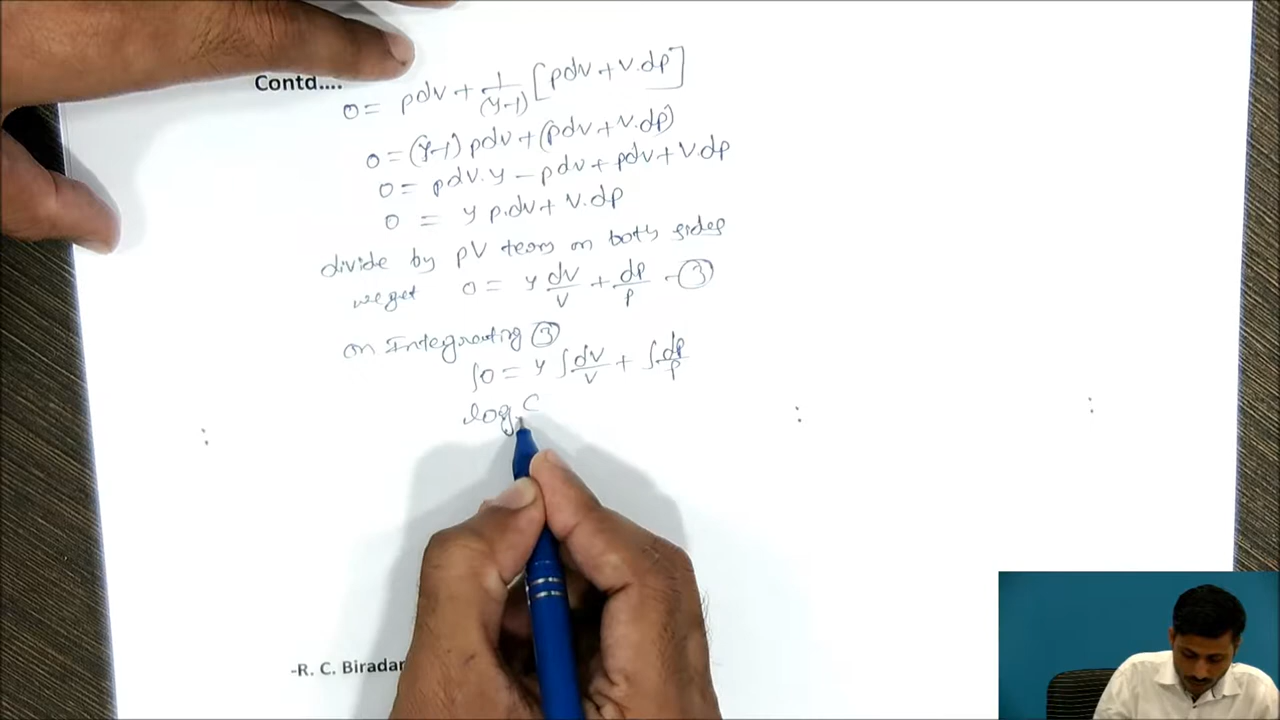 Contd....
0 = pdv + 1/(γ-1) [pdv + v.dp]
0 = (γ-1) pdv + (pdv + v.dp)
0 = pdv.γ - pdv + pdv + v.dp
0 = γ p.dv + v.dp
divide by pV term on both sides
we get 0 = γ dv/v + dp/p - ③
on Integrating ③
∫0 = γ ∫dv/v + ∫dp/p
log C
-R. C. Biradar